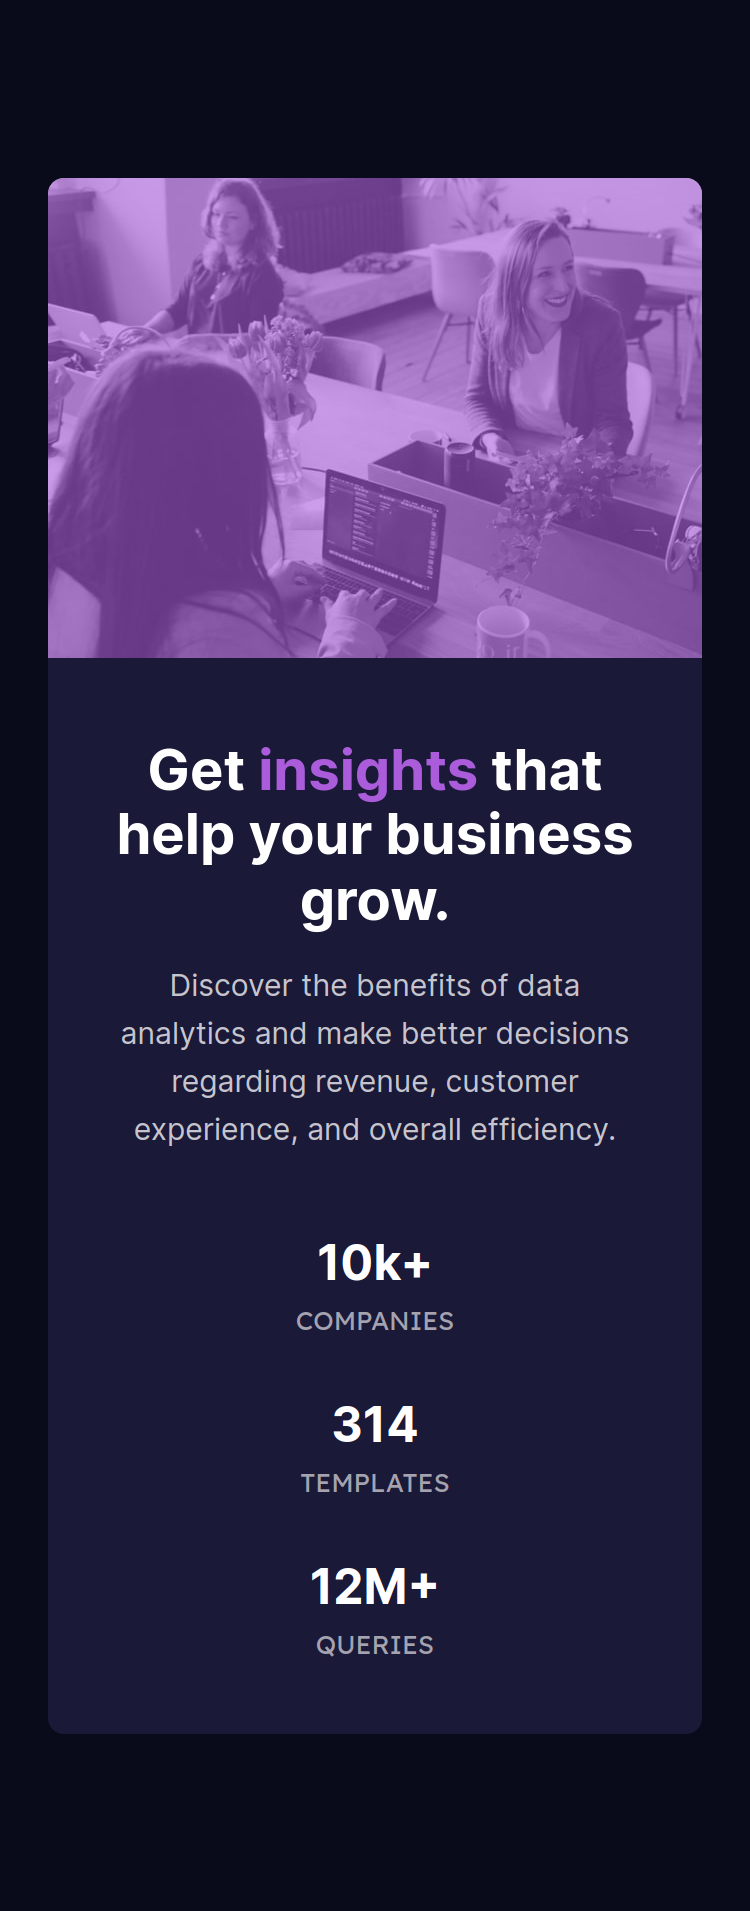 Get insights that
help your business
grow.
Discover the benefits of data
analytics and make better decisions
regarding revenue, customer
experience, and overall efficiency.
10k+
COMPANIES
314
TEMPLATES
12M+
QUERIES